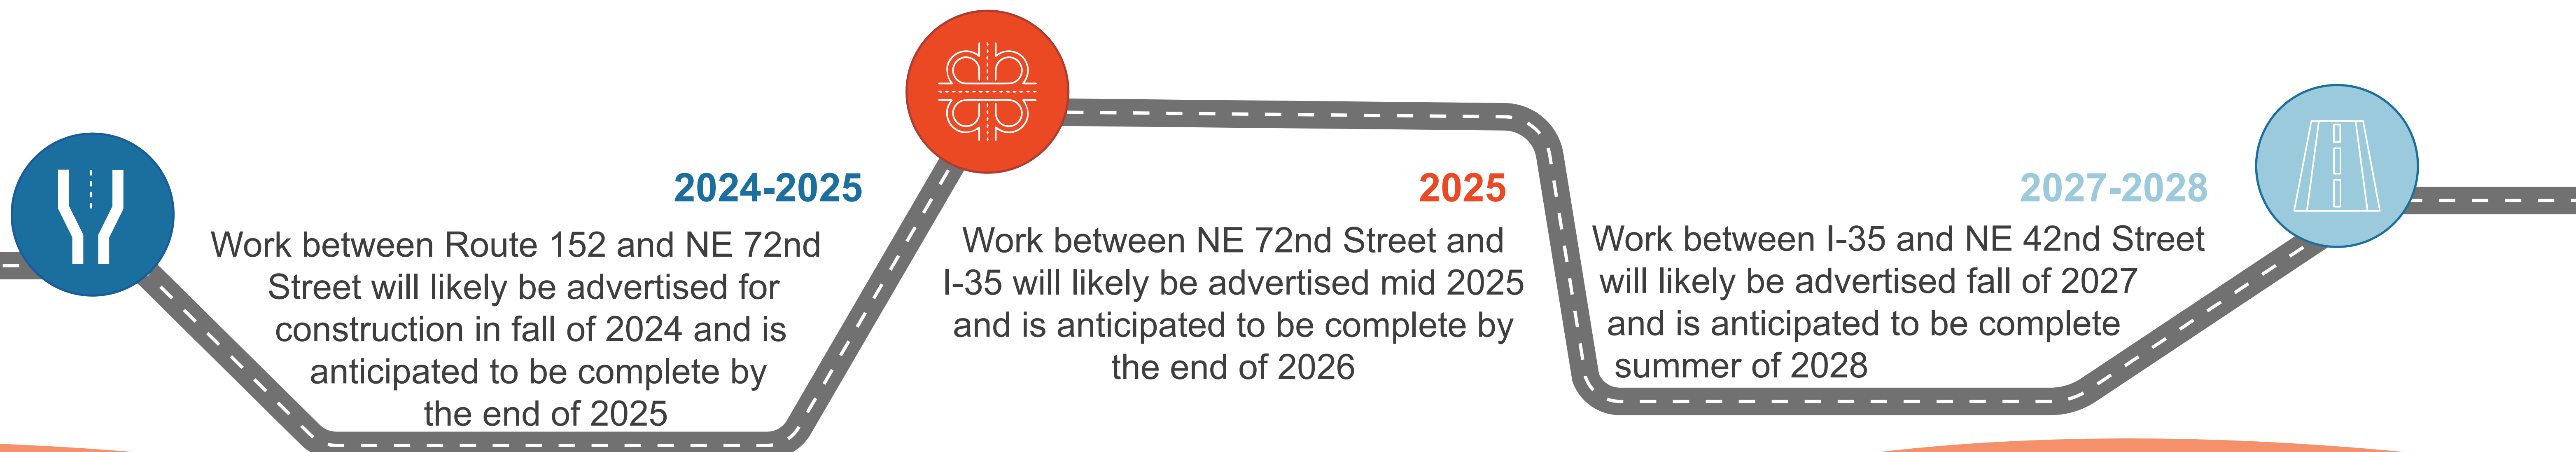 2024-2025
Work between Route 152 and NE 72nd
Street will likely be advertised for
construction in fall of 2024 and is
anticipated to be complete by
the end of 2025
2025
Work between NE 72nd Street and
I-35 will likely be advertised mid 2025
and is anticipated to be complete by
the end of 2026
2027-2028
Work between I-35 and NE 42nd Street
will likely be advertised fall of 2027
and is anticipated to be complete
summer of 2028